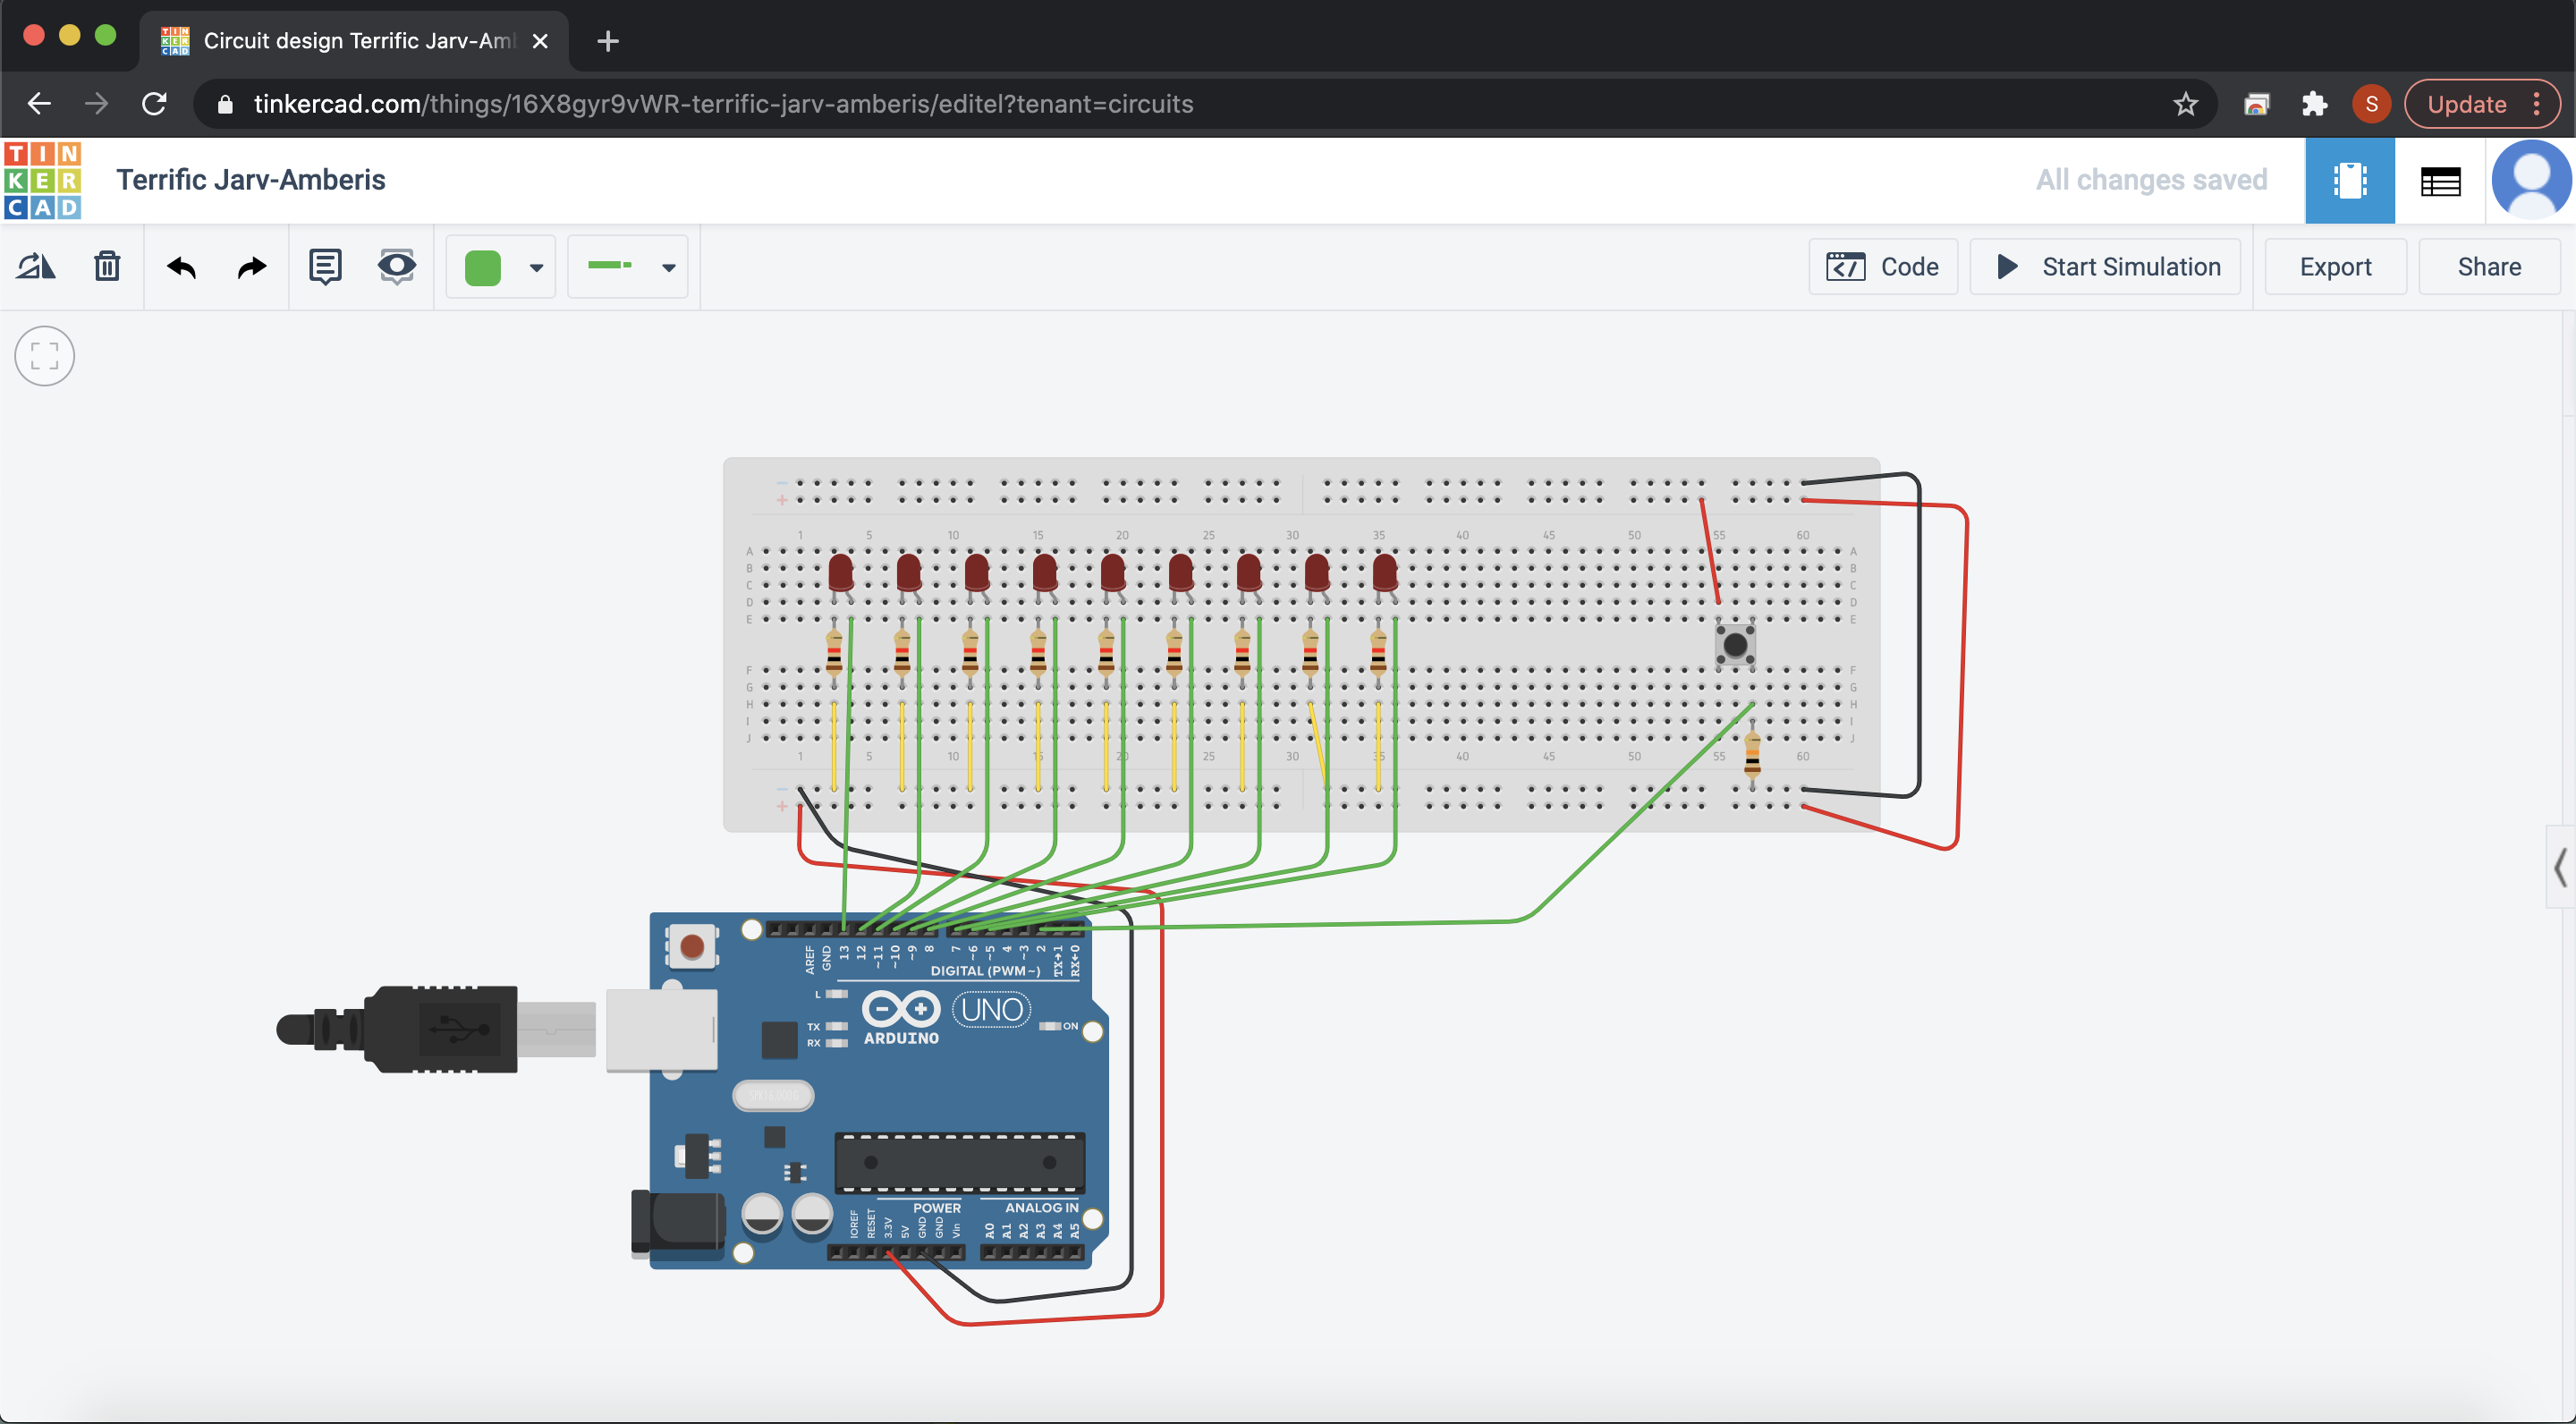 Circuit design Terrific Jarv-Amb
tinkercad.com/things/16X8gyr9vWR-terrific-jarv-amberis/editel?tenant=circuits
S
Update
TIN
KER
CAD
Terrific Jarv-Amberis
All changes saved
Code
Start Simulation
Export
Share
1 5 10 15 20 25 30 35 40 45 50 55 60
A A
B B
C C
D D
E E
F F
G G
H H
I I
J J
1 5 10 15 20 25 30 35 40 45 50 55 60
AREF GND 13 12 ~11 ~10 ~9 8 7 ~6 ~5 4 ~3 2 TX→1 RX←0
DIGITAL (PWM~)
L
TX
RX
ARDUINO
UNO
ON
POWER
ANALOG IN
IOREF RESET 3.3V 5V GND GND Vin A0 A1 A2 A3 A4 A5